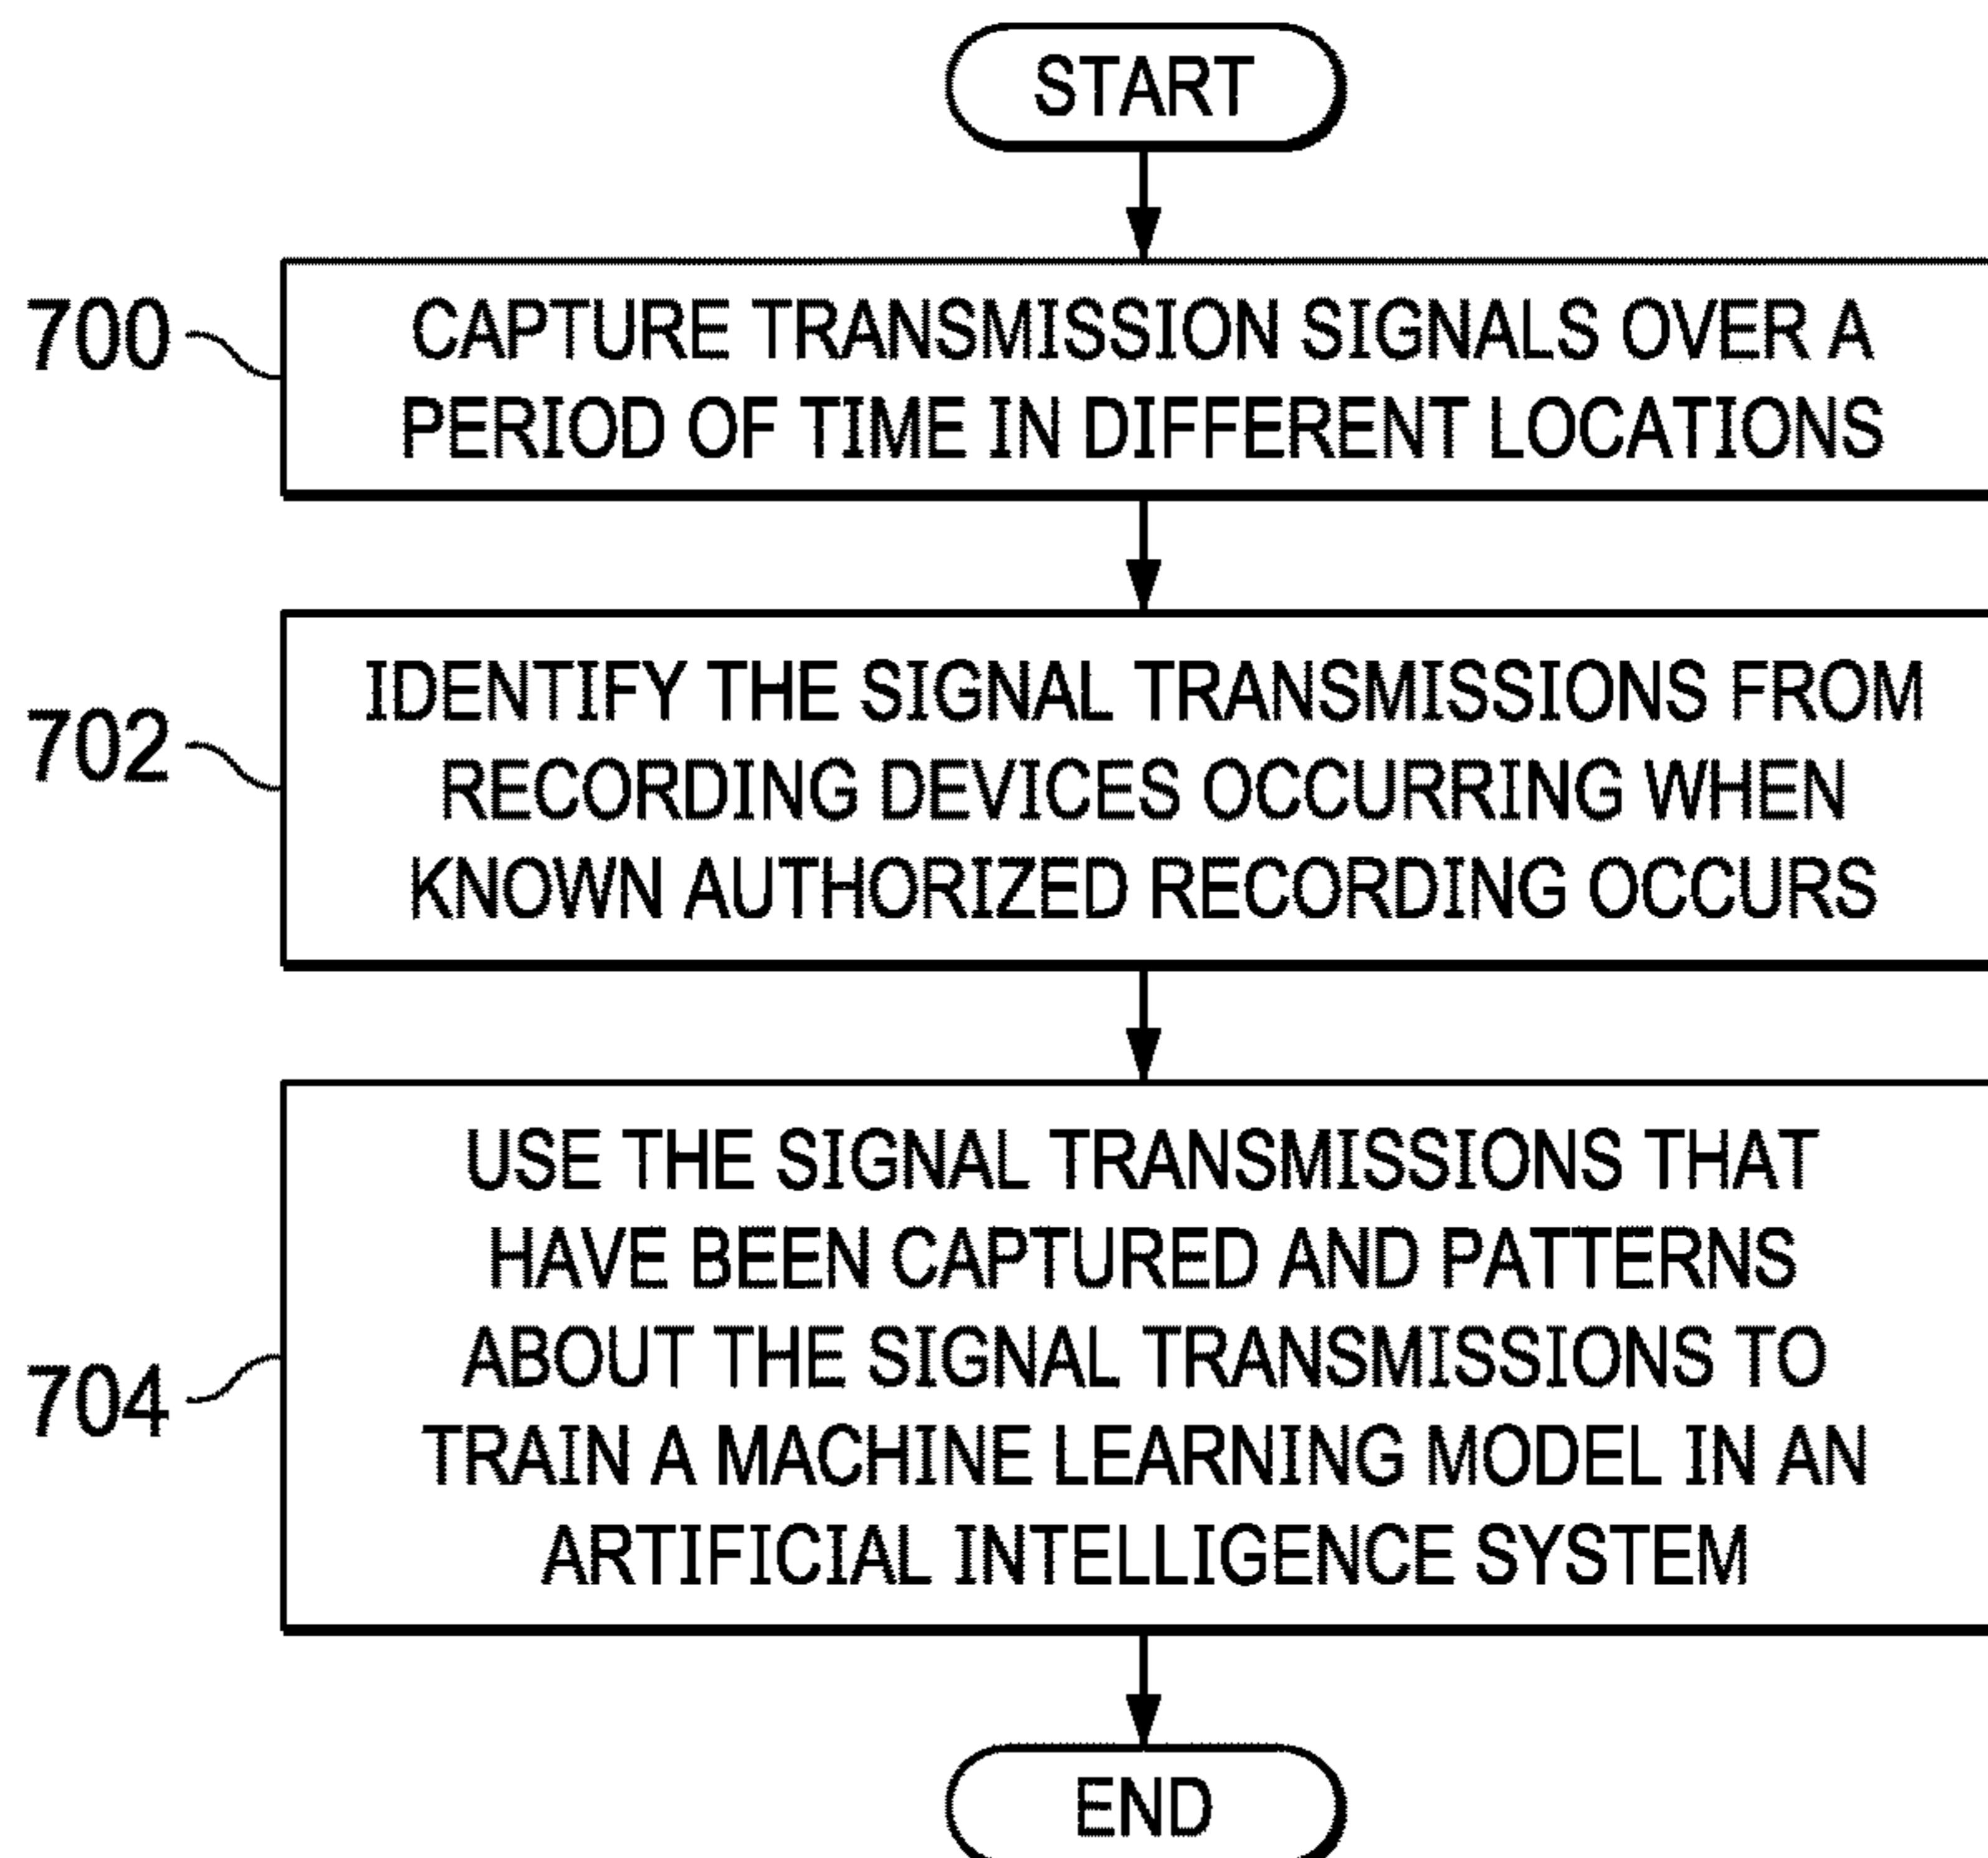 START
700
CAPTURE TRANSMISSION SIGNALS OVER A
PERIOD OF TIME IN DIFFERENT LOCATIONS
702
IDENTIFY THE SIGNAL TRANSMISSIONS FROM
RECORDING DEVICES OCCURRING WHEN
KNOWN AUTHORIZED RECORDING OCCURS
704
USE THE SIGNAL TRANSMISSIONS THAT
HAVE BEEN CAPTURED AND PATTERNS
ABOUT THE SIGNAL TRANSMISSIONS TO
TRAIN A MACHINE LEARNING MODEL IN AN
ARTIFICIAL INTELLIGENCE SYSTEM
END